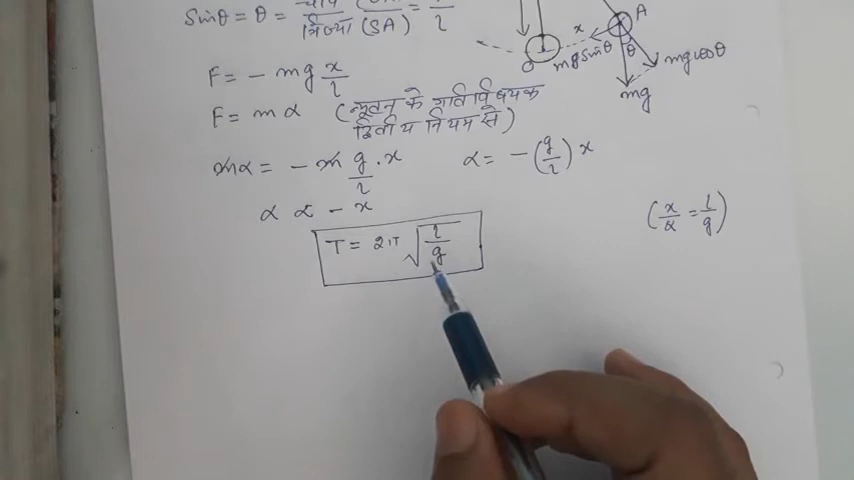 Sinθ = θ = चाप / त्रिज्या (SA) = / l
F = - mg x/l
F = mα (न्यूटन के गति विषयक
द्वितीय नियम से)
mα = - m g/l . x α = -(g/l) x
α ∝ - x
(x/α = l/g)
T = 2π √(l/g)
A
x
O
mg Sinθ
θ
mg cosθ
mg